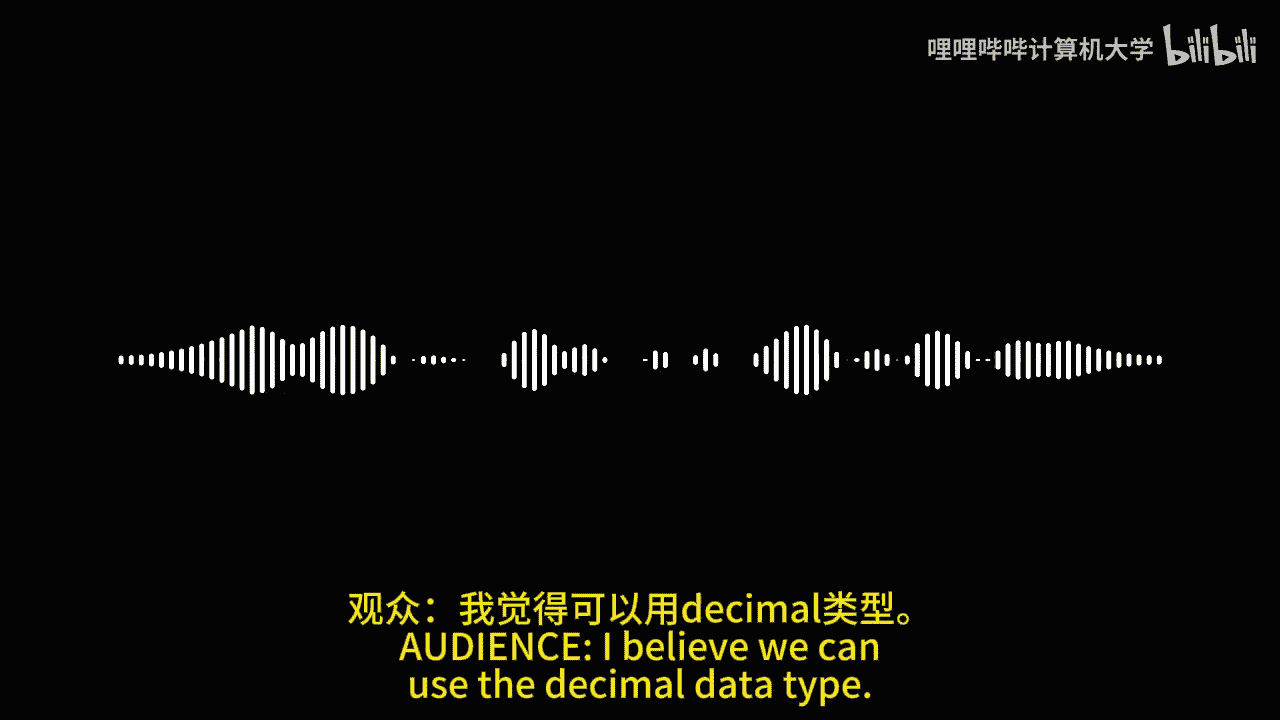 哩哩哔哔计算机大学 bilibili
观众：我觉得可以用decimal类型。
AUDIENCE: I believe we can
use the decimal data type.